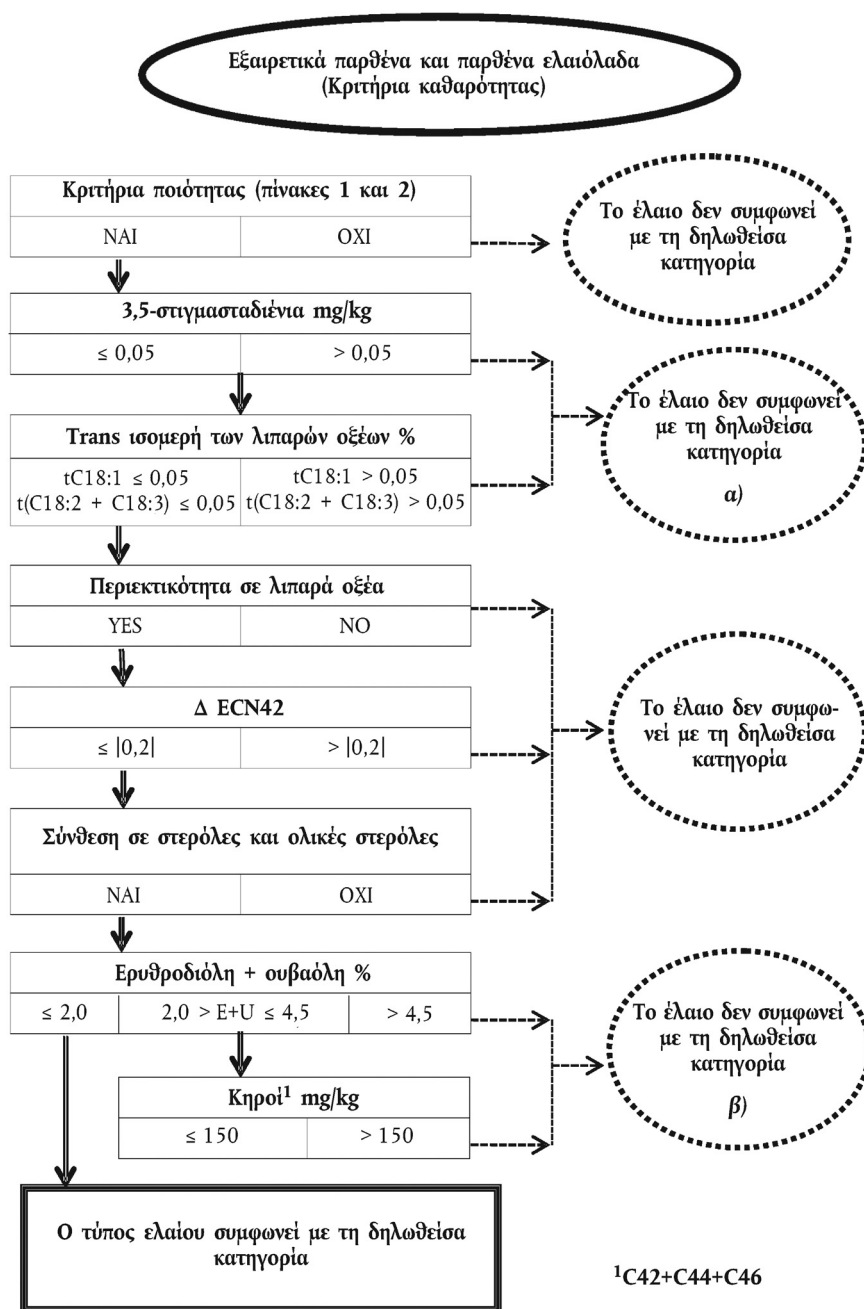 Εξαιρετικά παρθένα και παρθένα ελαιόλαδα
(Κριτήρια καθαρότητας)
Κριτήρια ποιότητας (πίνακες 1 και 2)
ΝΑΙ ΟΧΙ
Το έλαιο δεν συμφωνεί
με τη δηλωθείσα
κατηγορία
3,5-στιγμασταδιένια mg/kg
≤ 0,05 > 0,05
Trans ισομερή των λιπαρών οξέων %
tC18:1 ≤ 0,05 tC18:1 > 0,05
t(C18:2 + C18:3) ≤ 0,05 t(C18:2 + C18:3) > 0,05
Το έλαιο δεν συμφωνεί
με τη δηλωθείσα
κατηγορία
α)
Περιεκτικότητα σε λιπαρά οξέα
YES NO
Δ ECN42
≤ |0,2| > |0,2|
Το έλαιο δεν συμφω-
νεί με τη δηλωθείσα
κατηγορία
Σύνθεση σε στερόλες και ολικές στερόλες
ΝΑΙ ΟΧΙ
Ερυθροδιόλη + ουβαόλη %
≤ 2,0 2,0 > E+U ≤ 4,5 > 4,5
Κηροί¹ mg/kg
≤ 150 > 150
Το έλαιο δεν συμφωνεί
με τη δηλωθείσα
κατηγορία
β)
Ο τύπος ελαίου συμφωνεί με τη δηλωθείσα
κατηγορία
¹C42+C44+C46